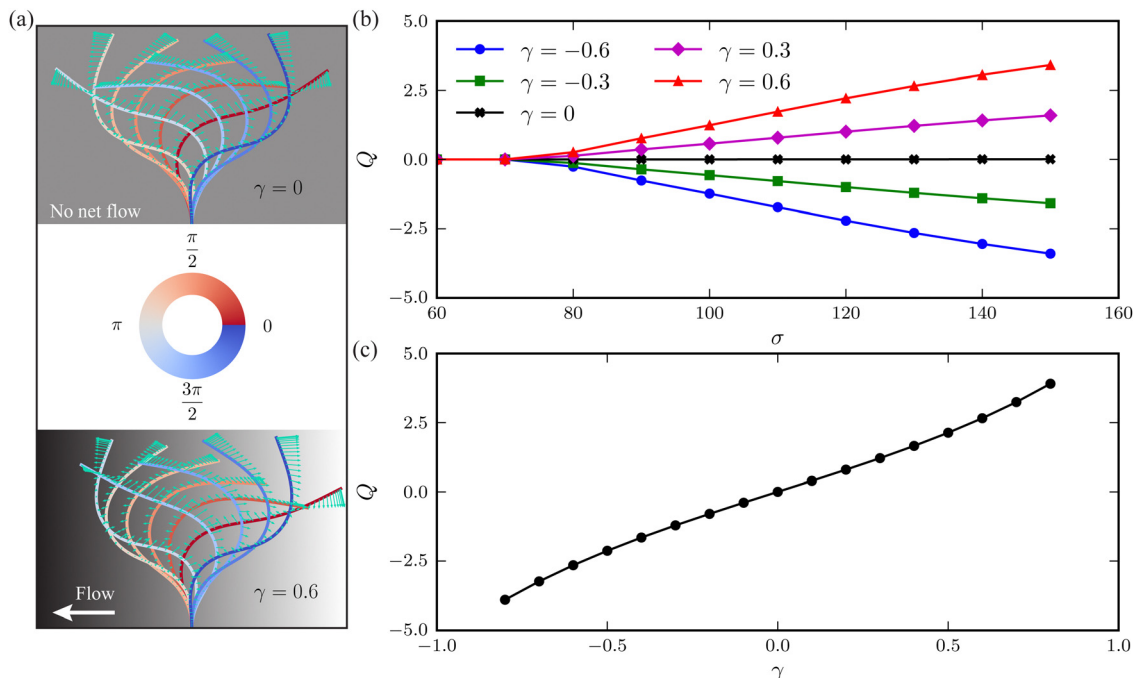 (a)
γ = 0
No net flow
π/2
π
0
3π/2
Flow
γ = 0.6
(b)
5.0
2.5
0.0
−2.5
−5.0
Q
γ = −0.6
γ = −0.3
γ = 0
γ = 0.3
γ = 0.6
60 80 100 120 140 160
σ
(c)
5.0
2.5
0.0
−2.5
−5.0
Q
−1.0 −0.5 0.0 0.5 1.0
γ